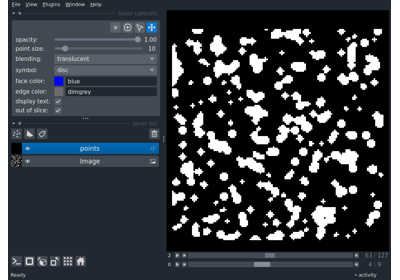 File View Plugins Window Help
layer controls
opacity: 1.00
point size: 10
blending: translucent
symbol: disc
face color: blue
edge color: dimgrey
display text:
out of slice:
layer list
points
Image
2 63 127
0 4 9
Ready activity